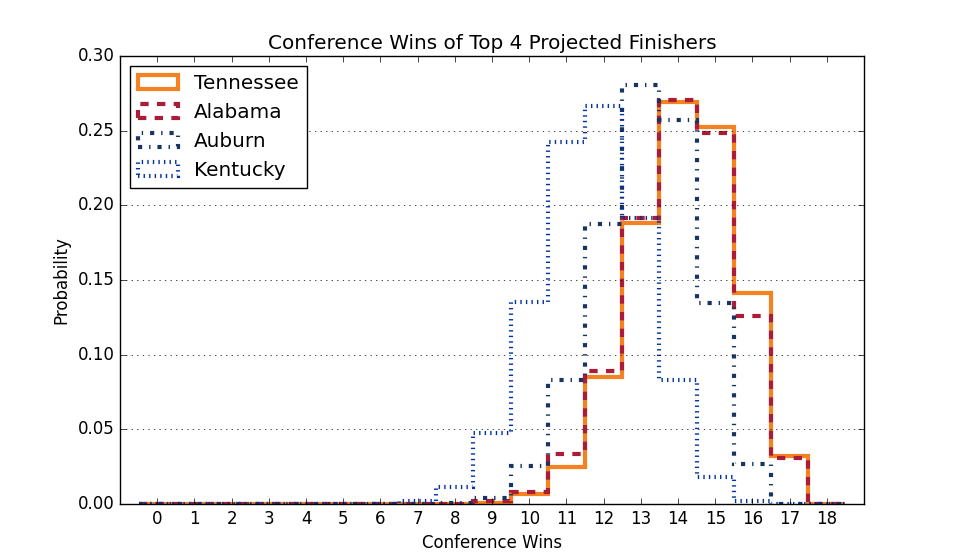 Conference Wins of Top 4 Projected Finishers
0.30
0.25
0.20
0.15
0.10
0.05
0.00
Probability
Tennessee
Alabama
Auburn
Kentucky
0 1 2 3 4 5 6 7 8 9 10 11 12 13 14 15 16 17 18
Conference Wins